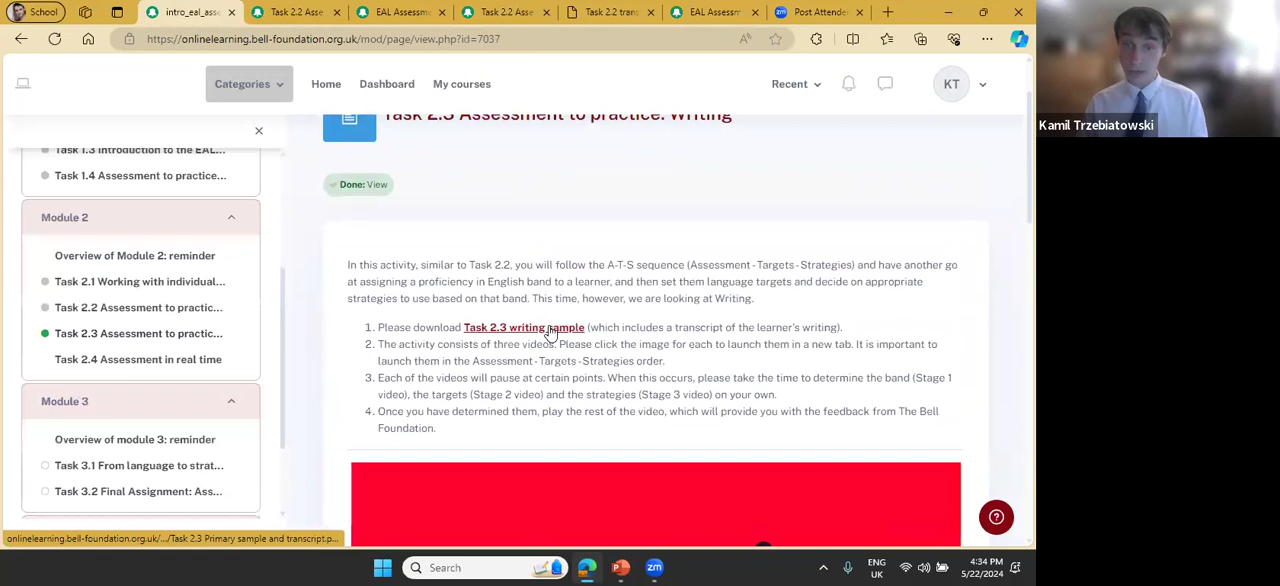 School
intro_eal_asse
Task 2.2 Asse
EAL Assessme
Task 2.2 Asse
Task 2.2 trans
EAL Assessm
Post Attende
https://onlinelearning.bell-foundation.org.uk/mod/page/view.php?id=7037
Categories
Home
Dashboard
My courses
Recent
KT
Kamil Trzebiatowski
Task 2.3 Assessment to practice: Writing
Done: View
Task 1.3 Introduction to the EAL...
Task 1.4 Assessment to practice...
Module 2
Overview of Module 2: reminder
Task 2.1 Working with individual...
Task 2.2 Assessment to practic...
Task 2.3 Assessment to practic...
Task 2.4 Assessment in real time
Module 3
Overview of module 3: reminder
Task 3.1 From language to strat...
Task 3.2 Final Assignment: Ass...
In this activity, similar to Task 2.2, you will follow the A-T-S sequence (Assessment - Targets - Strategies) and have another go
at assigning a proficiency in English band to a learner, and then set them language targets and decide on appropriate
strategies to use based on that band. This time, however, we are looking at Writing.
1. Please download Task 2.3 writing sample (which includes a transcript of the learner's writing).
2. The activity consists of three videos. Please click the image for each to launch them in a new tab. It is important to
launch them in the Assessment - Targets - Strategies order.
3. Each of the videos will pause at certain points. When this occurs, please take the time to determine the band (Stage 1
video), the targets (Stage 2 video) and the strategies (Stage 3 video) on your own.
4. Once you have determined them, play the rest of the video, which will provide you with the feedback from The Bell
Foundation.
onlinelearning.bell-foundation.org.uk/.../Task 2.3 Primary sample and transcript.p...
Search
ENG
UK
4:34 PM
5/22/2024